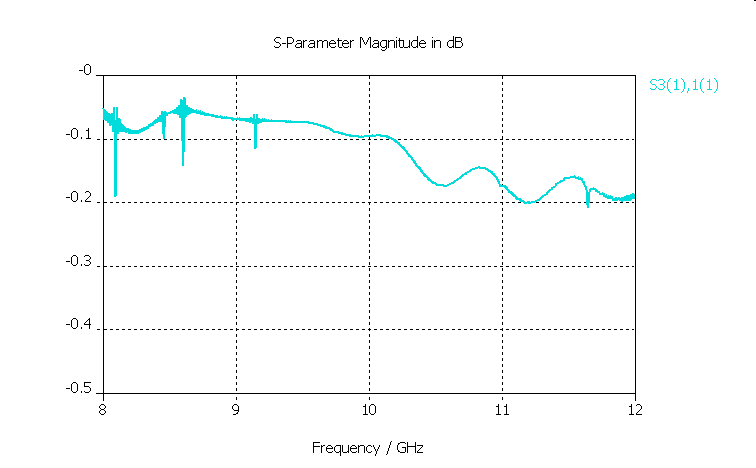 S-Parameter Magnitude in dB
S3(1),1(1)
-0
-0.1
-0.2
-0.3
-0.4
-0.5
8 9 10 11 12
Frequency / GHz